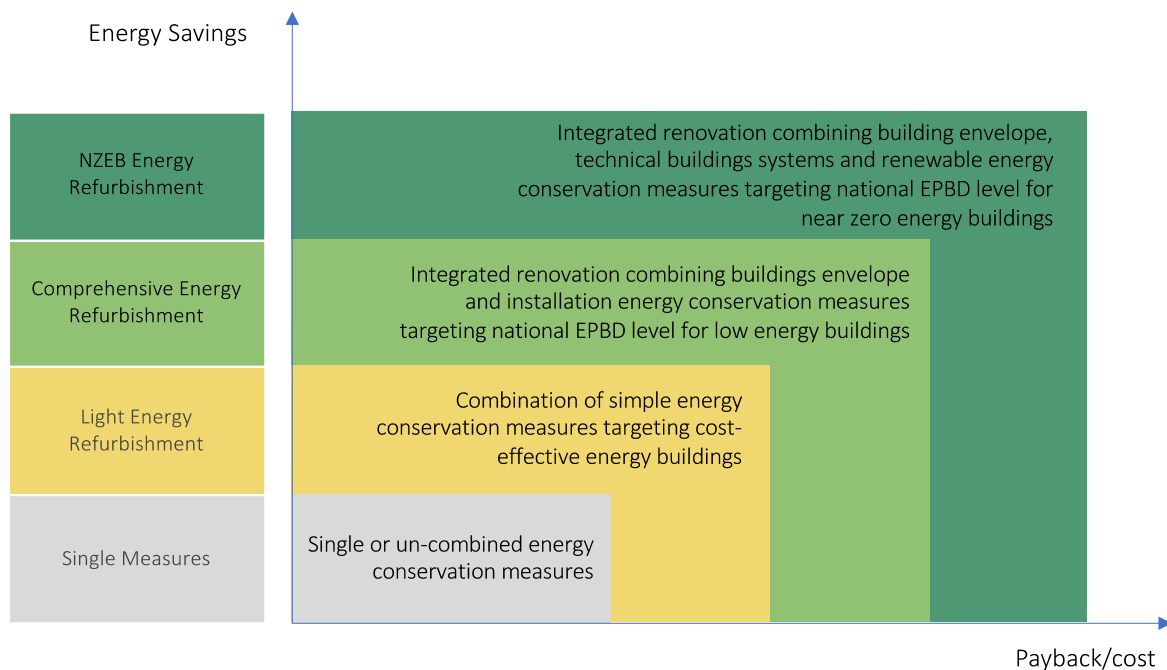 Energy Savings
NZEB Energy
Refurbishment
Integrated renovation combining building envelope,
technical buildings systems and renewable energy
conservation measures targeting national EPBD level for
near zero energy buildings
Comprehensive Energy
Refurbishment
Integrated renovation combining buildings envelope
and installation energy conservation measures
targeting national EPBD level for low energy buildings
Light Energy
Refurbishment
Combination of simple energy
conservation measures targeting cost-
effective energy buildings
Single Measures
Single or un-combined energy
conservation measures
Payback/cost